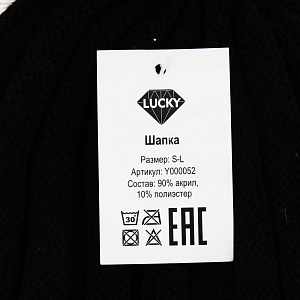 LUCKY
Шапка
Размер: S-L
Артикул: Y000052
Состав: 90% акрил,
10% полиэстер
30
EAC